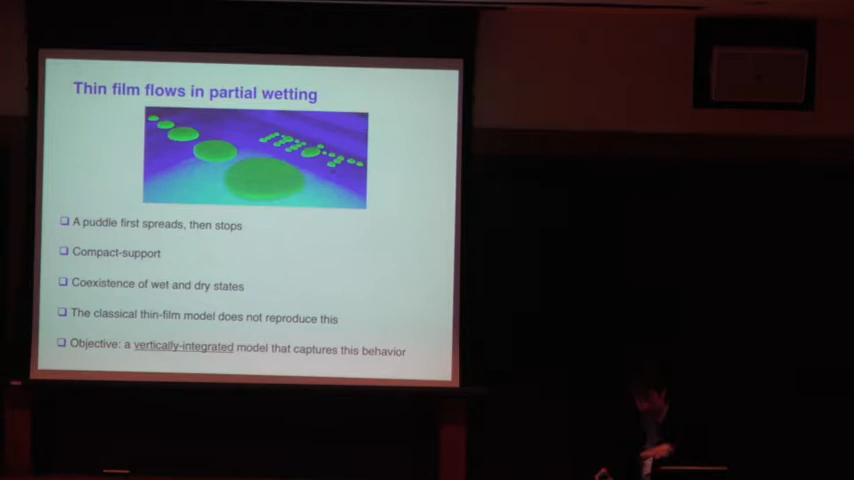 Thin film flows in partial wetting
A puddle first spreads, then stops
Compact-support
Coexistence of wet and dry states
The classical thin-film model does not reproduce this
Objective: a vertically-integrated model that captures this behavior